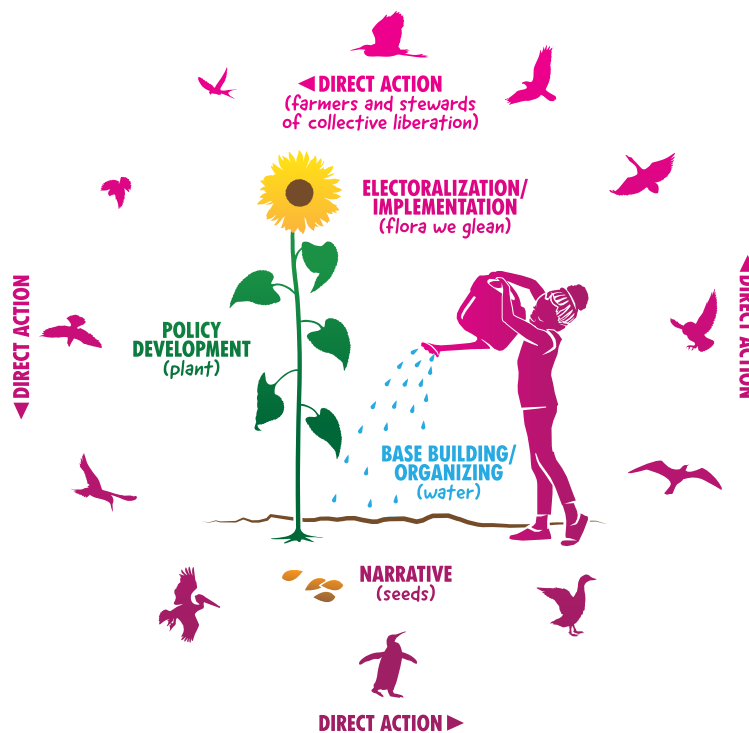 DIRECT ACTION
(farmers and stewards
of collective liberation)
ELECTORALIZATION/
IMPLEMENTATION
(flora we glean)
DIRECT ACTION
DIRECT ACTION
POLICY
DEVELOPMENT
(plant)
BASE BUILDING/
ORGANIZING
(water)
NARRATIVE
(seeds)
DIRECT ACTION